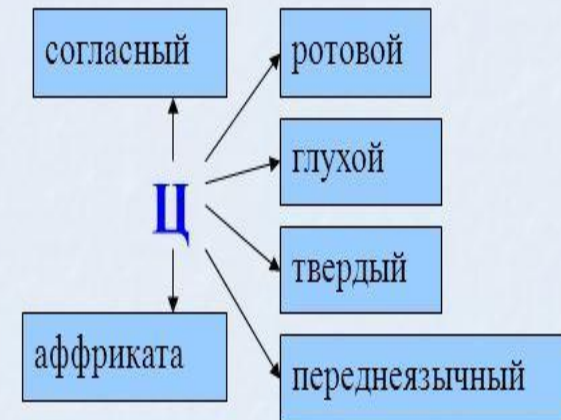 согласный
ротовой
глухой
Ц
твердый
аффриката
переднеязычный